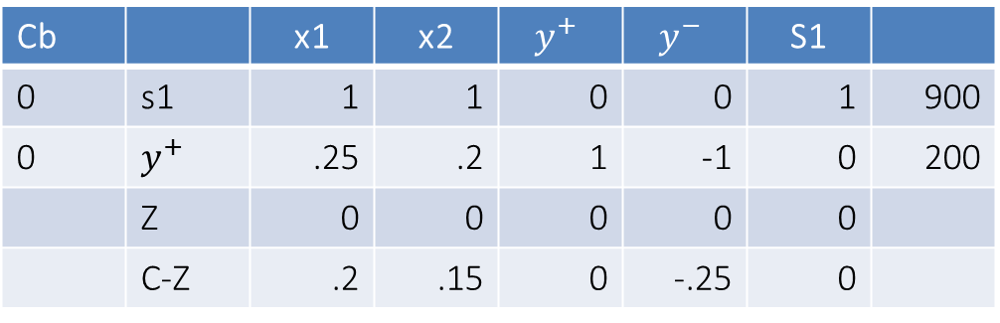 Cb x1 x2 y⁺ y⁻ S1
0 s1 1 1 0 0 1 900
0 y⁺ .25 .2 1 -1 0 200
Z 0 0 0 0 0
C-Z .2 .15 0 -.25 0